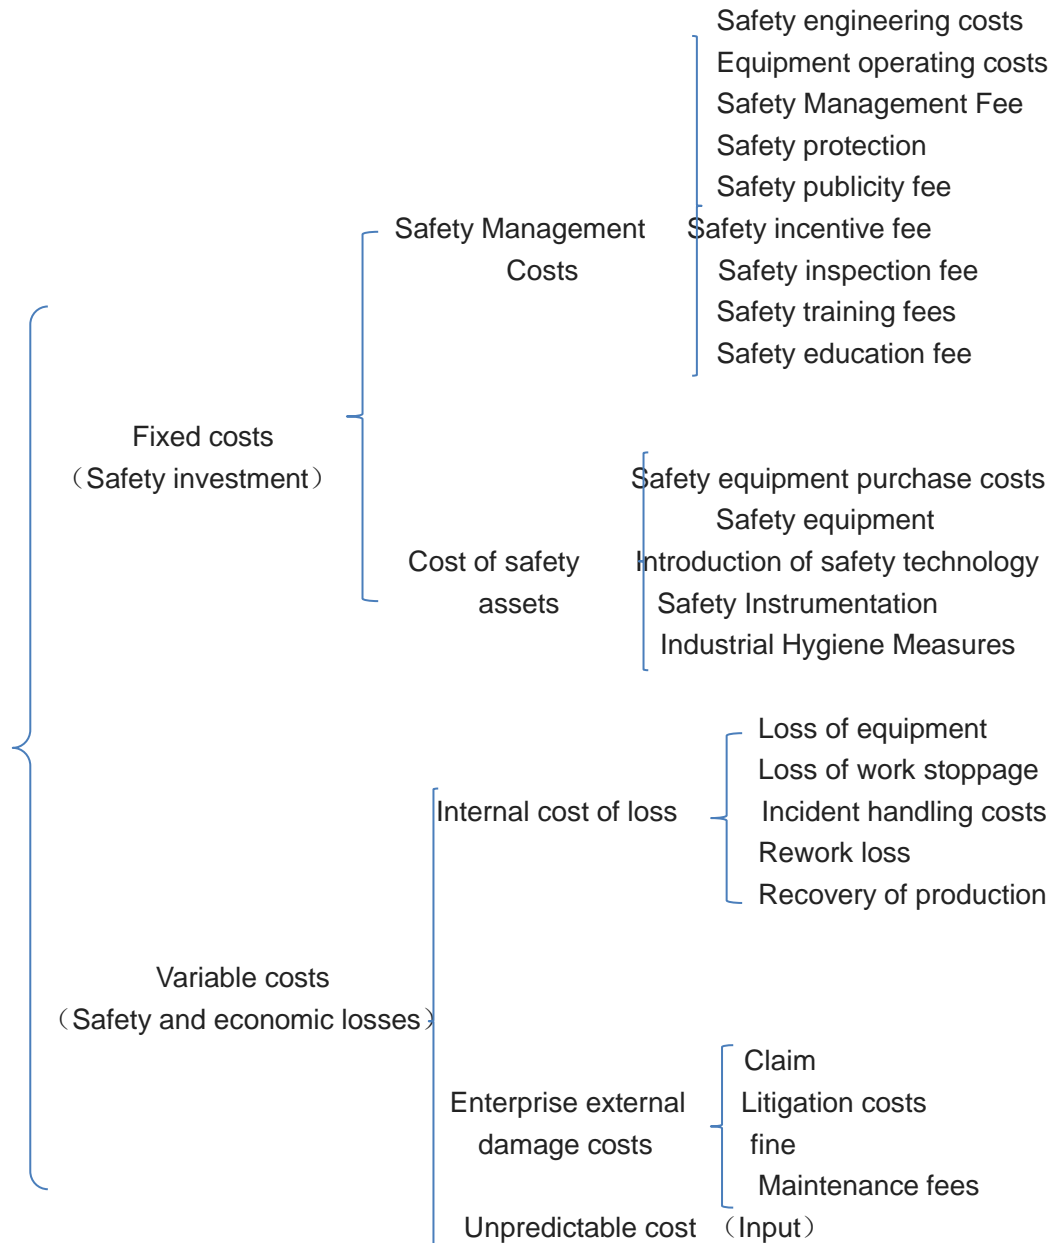 Safety engineering costs
Equipment operating costs
Safety Management Fee
Safety protection
Safety publicity fee
Safety Management
Costs
Safety incentive fee
Safety inspection fee
Safety training fees
Safety education fee
Fixed costs
（Safety investment）
Safety equipment purchase costs
Safety equipment
Cost of safety
assets
Introduction of safety technology
Safety Instrumentation
Industrial Hygiene Measures
Loss of equipment
Loss of work stoppage
Internal cost of loss
Incident handling costs
Rework loss
Recovery of production
Variable costs
（Safety and economic losses）
Claim
Enterprise external
damage costs
Litigation costs
fine
Maintenance fees
Unpredictable cost （Input）